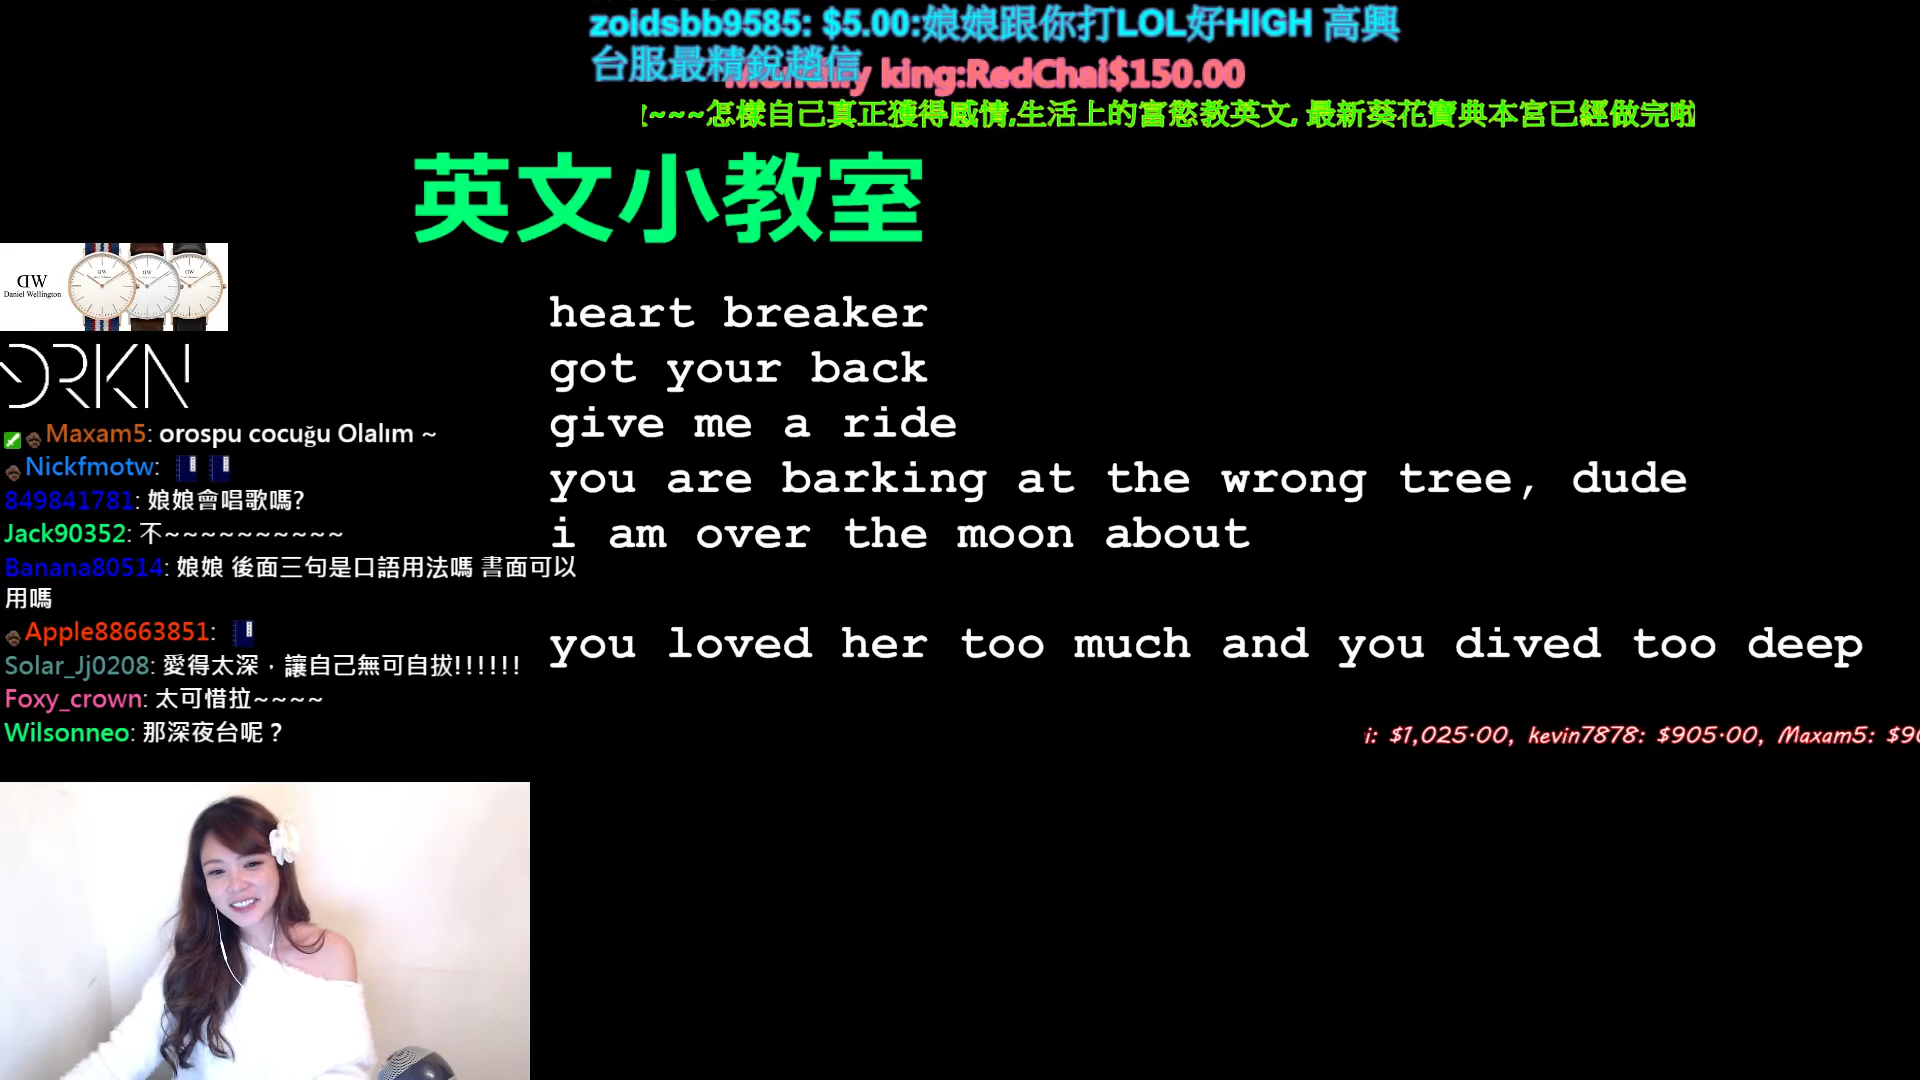 zoidsbb9585: $5.00:娘娘跟你打LOL好HIGH 高興
台服最精銳趙信
king:RedChai$150.00
~~~怎樣自己真正獲得感情,生活上的富慾教英文, 最新葵花寶典本宮已經做完啦
英文小教室
DW
Daniel Wellington
DRKN
heart breaker
got your back
give me a ride
you are barking at the wrong tree, dude
i am over the moon about
you loved her too much and you dived too deep
Maxam5: orospu cocuğu Olalım ~
Nickfmotw:
849841781: 娘娘會唱歌嗎?
Jack90352: 不~~~~~~~~~~
Banana80514: 娘娘 後面三句是口語用法嗎 書面可以
用嗎
Apple88663851:
Solar_Jj0208: 愛得太深，讓自己無可自拔!!!!!!
Foxy_crown: 太可惜拉~~~~
Wilsonneo: 那深夜台呢？
i: $1,025.00, kevin7878: $905.00, Maxam5: $90